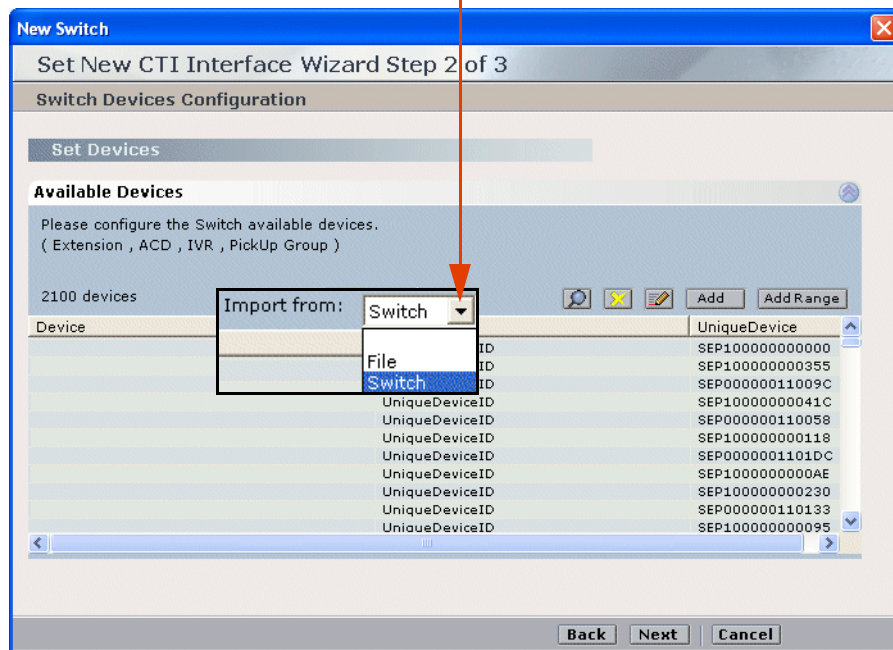 New Switch
Set New CTI Interface Wizard Step 2 of 3
Switch Devices Configuration
Set Devices
Available Devices
Please configure the Switch available devices.
( Extension , ACD , IVR , PickUp Group )
2100 devices
Import from: Switch
File
Switch
Add
Add Range
Device
UniqueDevice
ID SEP100000000000
ID SEP100000000355
ID SEP00000011009C
UniqueDeviceID SEP10000000041C
UniqueDeviceID SEP000000110058
UniqueDeviceID SEP100000000118
UniqueDeviceID SEP0000001101DC
UniqueDeviceID SEP1000000000AE
UniqueDeviceID SEP100000000230
UniqueDeviceID SEP000000110133
UniqueDeviceID SEP100000000095
Back
Next
Cancel